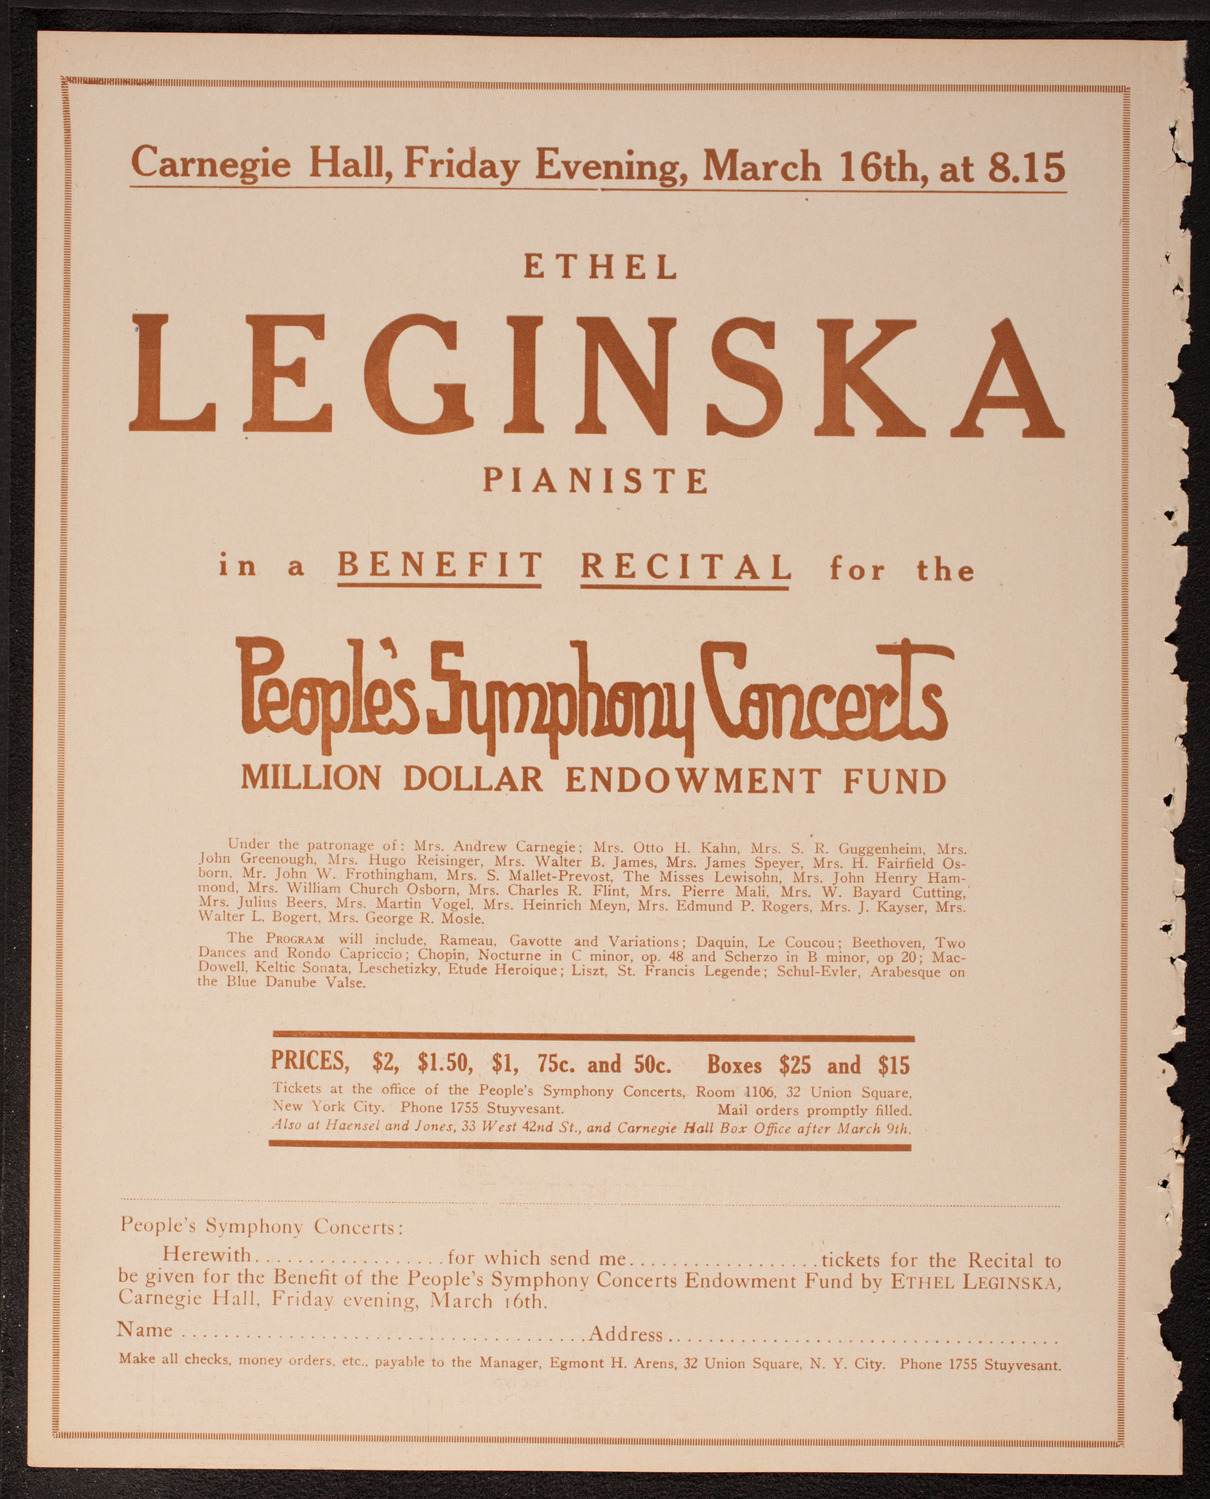 Carnegie Hall, Friday Evening, March 16th, at 8.15
ETHEL
LEGINSKA
PIANISTE
in a BENEFIT RECITAL for the
People's Symphony Concerts
MILLION DOLLAR ENDOWMENT FUND
Under the patronage of: Mrs. Andrew Carnegie; Mrs. Otto H. Kahn, Mrs. S. R. Guggenheim, Mrs.
John Greenough, Mrs. Hugo Reisinger, Mrs. Walter B. James, Mrs. James Speyer, Mrs. H. Fairfield Os-
born, Mr. John W. Frothingham, Mrs. S. Mallet-Prevost, The Misses Lewisohn, Mrs. John Henry Ham-
mond, Mrs. William Church Osborn, Mrs. Charles R. Flint, Mrs. Pierre Mali, Mrs. W. Bayard Cutting,
Mrs. Julius Beers, Mrs. Martin Vogel, Mrs. Heinrich Meyn, Mrs. Edmund P. Rogers, Mrs. J. Kayser, Mrs.
Walter L. Bogert, Mrs. George R. Mosle.
The PROGRAM will include, Rameau, Gavotte and Variations; Daquin, Le Coucou; Beethoven, Two
Dances and Rondo Capriccio; Chopin, Nocturne in C minor, op. 48 and Scherzo in B minor, op 20; Mac-
Dowell, Keltic Sonata, Leschetizky, Etude Heroique; Liszt, St. Francis Legende; Schul-Evler, Arabesque on
the Blue Danube Valse.
PRICES, $2, $1.50, $1, 75c. and 50c. Boxes $25 and $15
Tickets at the office of the People's Symphony Concerts, Room 1106, 32 Union Square,
New York City. Phone 1755 Stuyvesant. Mail orders promptly filled.
Also at Haensel and Jones, 33 West 42nd St., and Carnegie Hall Box Office after March 9th.
People's Symphony Concerts:
Herewith..................for which send me..................tickets for the Recital to
be given for the Benefit of the People's Symphony Concerts Endowment Fund by ETHEL LEGINSKA,
Carnegie Hall, Friday evening, March 16th.
Name......................................Address.....................................
Make all checks, money orders, etc., payable to the Manager, Egmont H. Arens, 32 Union Square, N. Y. City. Phone 1755 Stuyvesant.